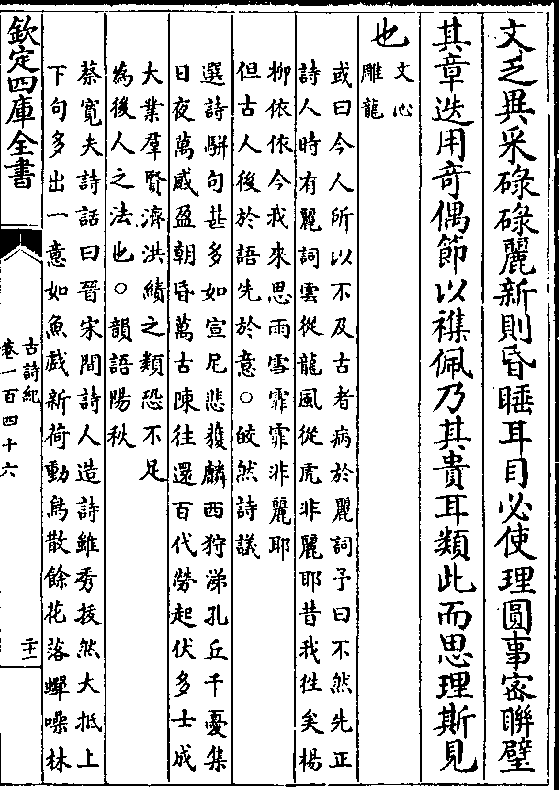 文乏異采碌碌麗新則昏睡耳目必使理圓事密聨璧
其章迭用竒偶節以襍佩乃其貴耳類此而思理斯見
也文心
雕龍
或曰今人所以不及古者病於麗詞予曰不然先正
詩人時有麗詞雲從龍風從虎非麗耶昔我徃矣楊
柳依依今我來思雨雪霏霏非麗耶
但古人後於語先於意○皎然詩議
選詩駢句甚多如宣尼悲獲麟西狩涕孔丘千憂集
日夜萬感盈朝昏萬古陳往還百代勞起伏多士成
大業羣賢濟洪績之類恐不足
為後人之法也○韻語陽秋
蔡寛夫詩話曰晉宋間詩人造詩雖秀拔然大抵上
下句多出一意如魚戲新荷動鳥散餘花落蟬噪林
欽定四庫全書
古詩紀
卷一百四十六
二十二